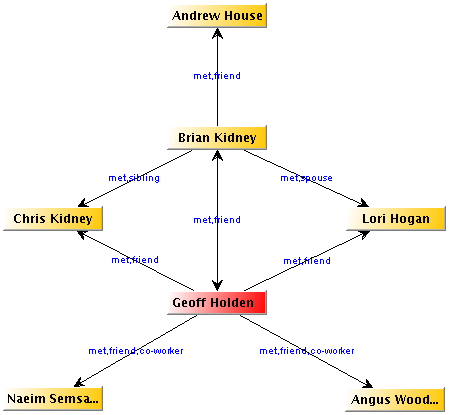 Andrew House
met,friend
Brian Kidney
met,sibling
met,spouse
Chris Kidney
met,friend
Lori Hogan
met,friend
met,friend
Geoff Holden
met,friend,co-worker
met,friend,co-worker
Naeim Semsa...
Angus Wood...